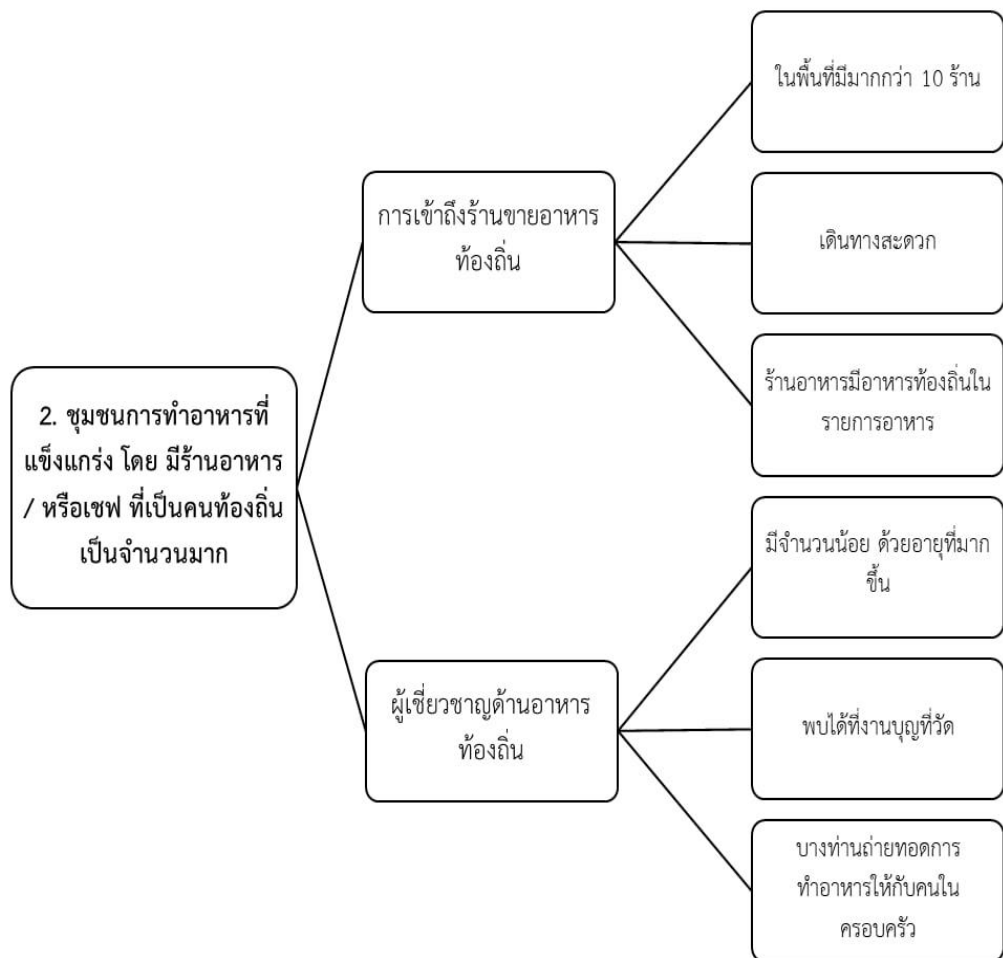 2. ชุมชนการทำอาหารที่
แข็งแกร่ง โดย มีร้านอาหาร
/ หรือเชฟ ที่เป็นคนท้องถิ่น
เป็นจำนวนมาก
การเข้าถึงร้านขายอาหาร
ท้องถิ่น
ในพื้นที่มีมากกว่า 10 ร้าน
เดินทางสะดวก
ร้านอาหารมีอาหารท้องถิ่นใน
รายการอาหาร
ผู้เชี่ยวชาญด้านอาหาร
ท้องถิ่น
มีจำนวนน้อย ด้วยอายุที่มาก
ขึ้น
พบได้ที่งานบุญที่วัด
บางท่านถ่ายทอดการ
ทำอาหารให้กับคนใน
ครอบครัว